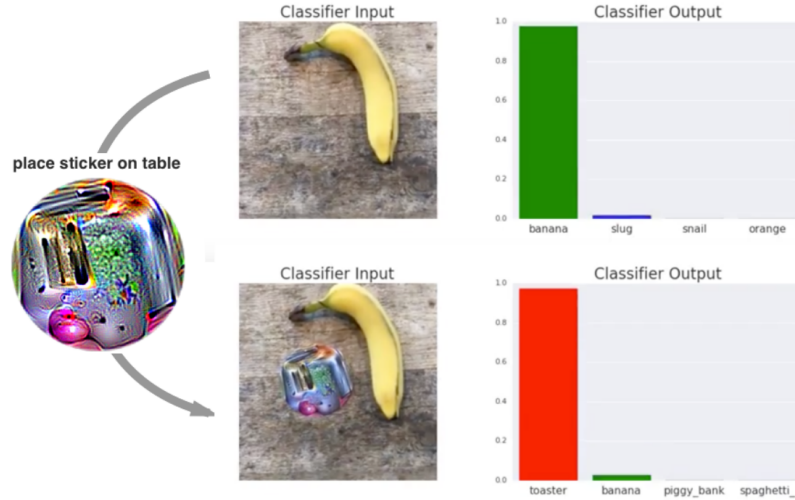 Classifier Input
Classifier Output
1.0
0.8
0.6
0.4
0.2
0.0
banana slug snail orange
place sticker on table
Classifier Input
Classifier Output
1.0
0.8
0.6
0.4
0.2
0.0
toaster banana piggy_bank spaghetti_